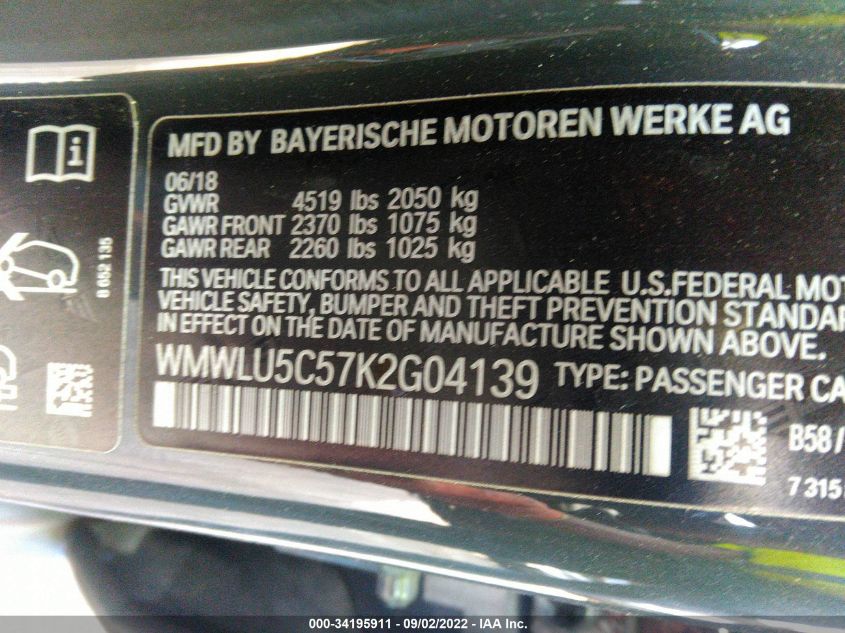 MFD BY BAYERISCHE MOTOREN WERKE AG
06/18
GVWR 4519 lbs 2050 kg
GAWR FRONT 2370 lbs 1075 kg
GAWR REAR 2260 lbs 1025 kg
THIS VEHICLE CONFORMS TO ALL APPLICABLE U.S.FEDERAL MOT
VEHICLE SAFETY, BUMPER AND THEFT PREVENTION STANDAR
IN EFFECT ON THE DATE OF MANUFACTURE SHOWN ABOVE.
WMWLU5C57K2G04139 TYPE: PASSENGER CA
B58/
7 315
8 652 135
000-34195911 - 09/02/2022 - IAA Inc.